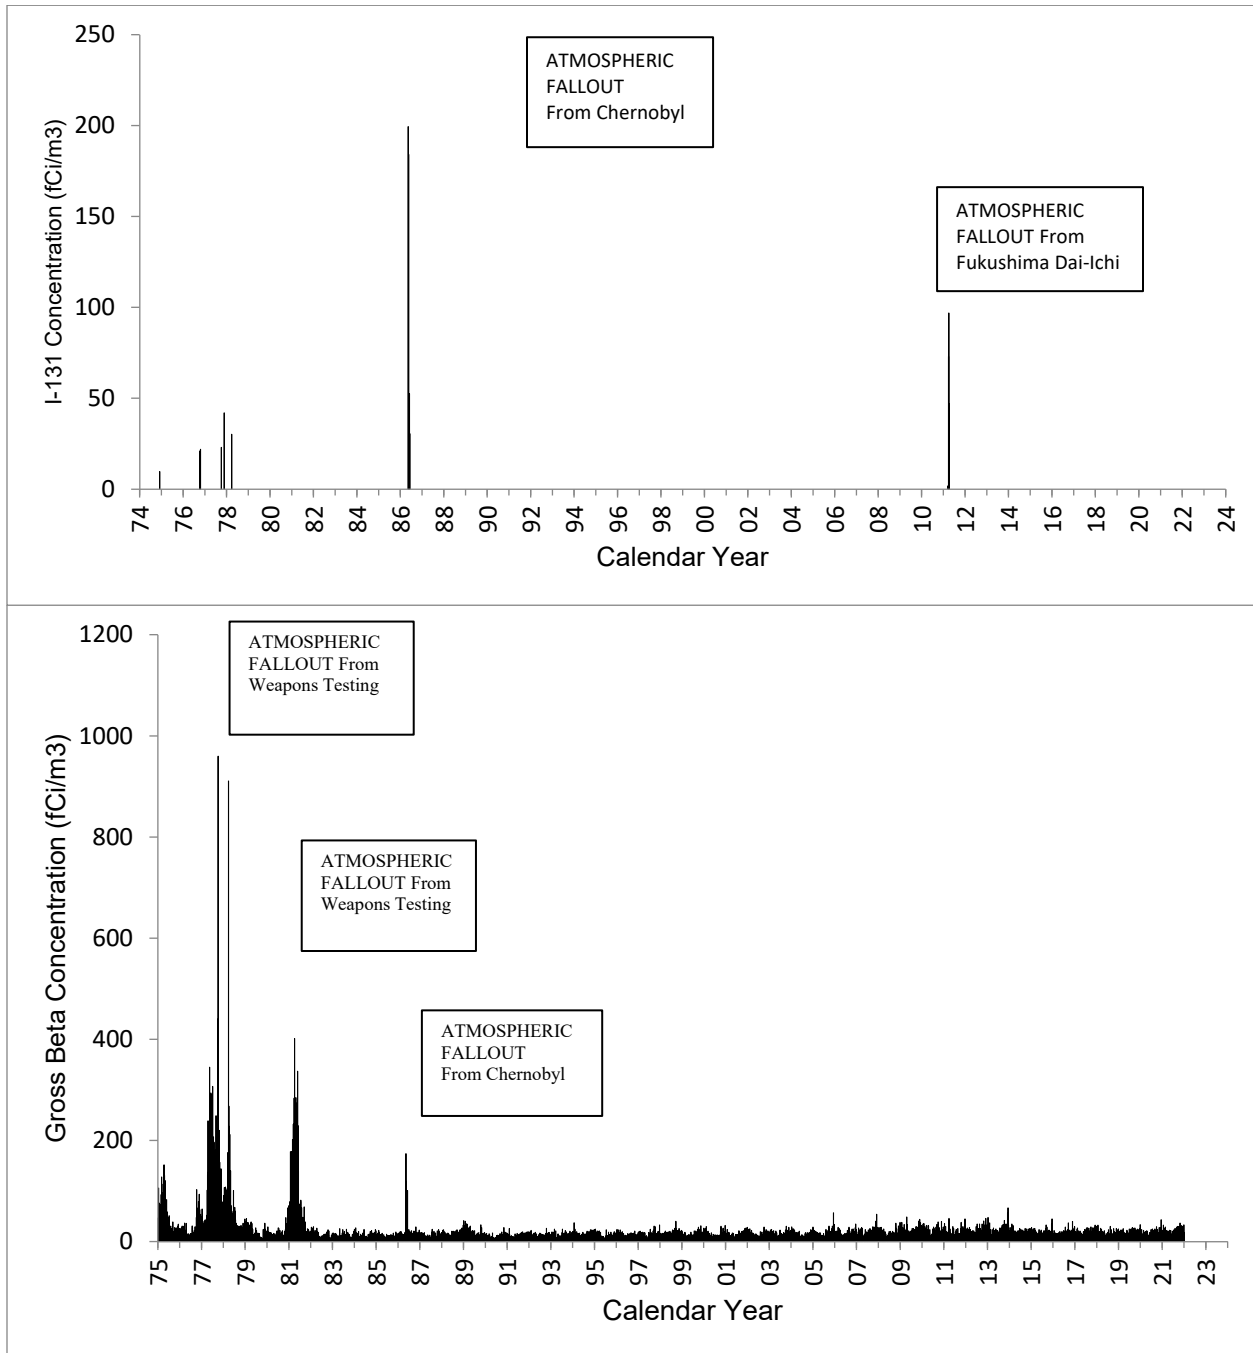 250
200
150
100
50
0
I-131 Concentration (fCi/m3)
ATMOSPHERIC
FALLOUT
From Chernobyl
ATMOSPHERIC
FALLOUT From
Fukushima Dai-Ichi
74 76 78 80 82 84 86 88 90 92 94 96 98 00 02 04 06 08 10 12 14 16 18 20 22 24
Calendar Year
1200
1000
800
600
400
200
0
Gross Beta Concentration (fCi/m3)
ATMOSPHERIC
FALLOUT From
Weapons Testing
ATMOSPHERIC
FALLOUT From
Weapons Testing
ATMOSPHERIC
FALLOUT
From Chernobyl
75 77 79 81 83 85 87 89 91 93 95 97 99 01 03 05 07 09 11 13 15 17 19 21 23
Calendar Year